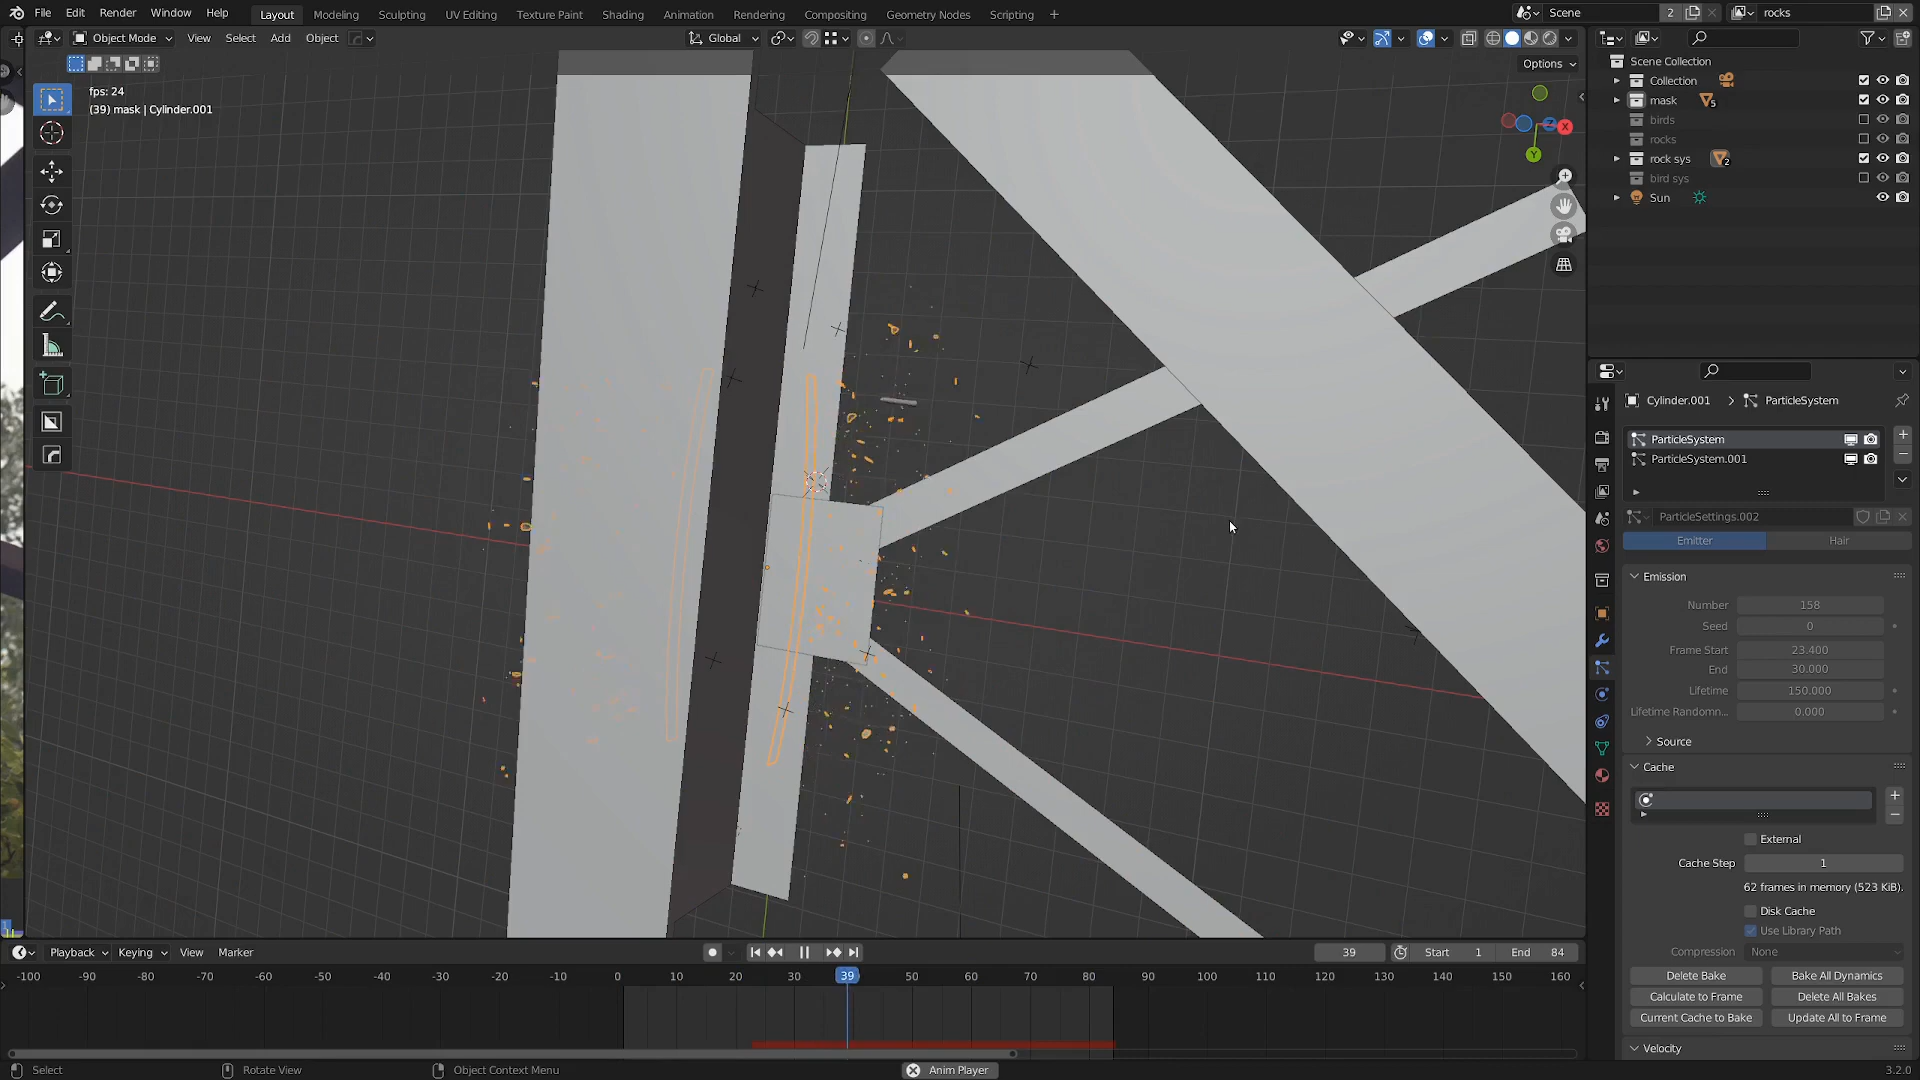 File Edit Render Window Help
Layout Modeling Sculpting UV Editing Texture Paint Shading Animation Rendering Compositing Geometry Nodes Scripting +
Scene 2
rocks
Object Mode View Select Add Object
Global
Options
fps: 24
(39) mask | Cylinder.001
X
Y
Z
Scene Collection
Collection
mask 5
birds
rocks
rock sys 2
bird sys
Sun
Cylinder.001 > ParticleSystem
ParticleSystem
ParticleSystem.001
ParticleSettings.002
Emitter Hair
Emission
Number 158
Seed 0
Frame Start 23.400
End 30.000
Lifetime 150.000
Lifetime Randomn... 0.000
Source
Cache
External
Cache Step 1
62 frames in memory (523 KiB).
Disk Cache
Use Library Path
Compression None
Delete Bake Bake All Dynamics
Calculate to Frame Delete All Bakes
Current Cache to Bake Update All to Frame
Velocity
Playback Keying View Marker
39 Start 1 End 84
-100 -90 -80 -70 -60 -50 -40 -30 -20 -10 0 10 20 30 39 50 60 70 80 90 100 110 120 130 140 150 160
Select Rotate View Object Context Menu Anim Player 3.2.0